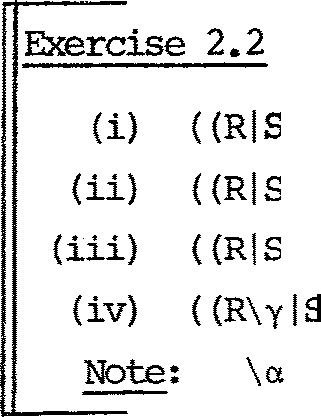 Exercise 2.2
(i) ((R|S
(ii) ((R|S
(iii) ((R|S
(iv) ((R\γ|S
Note: \α